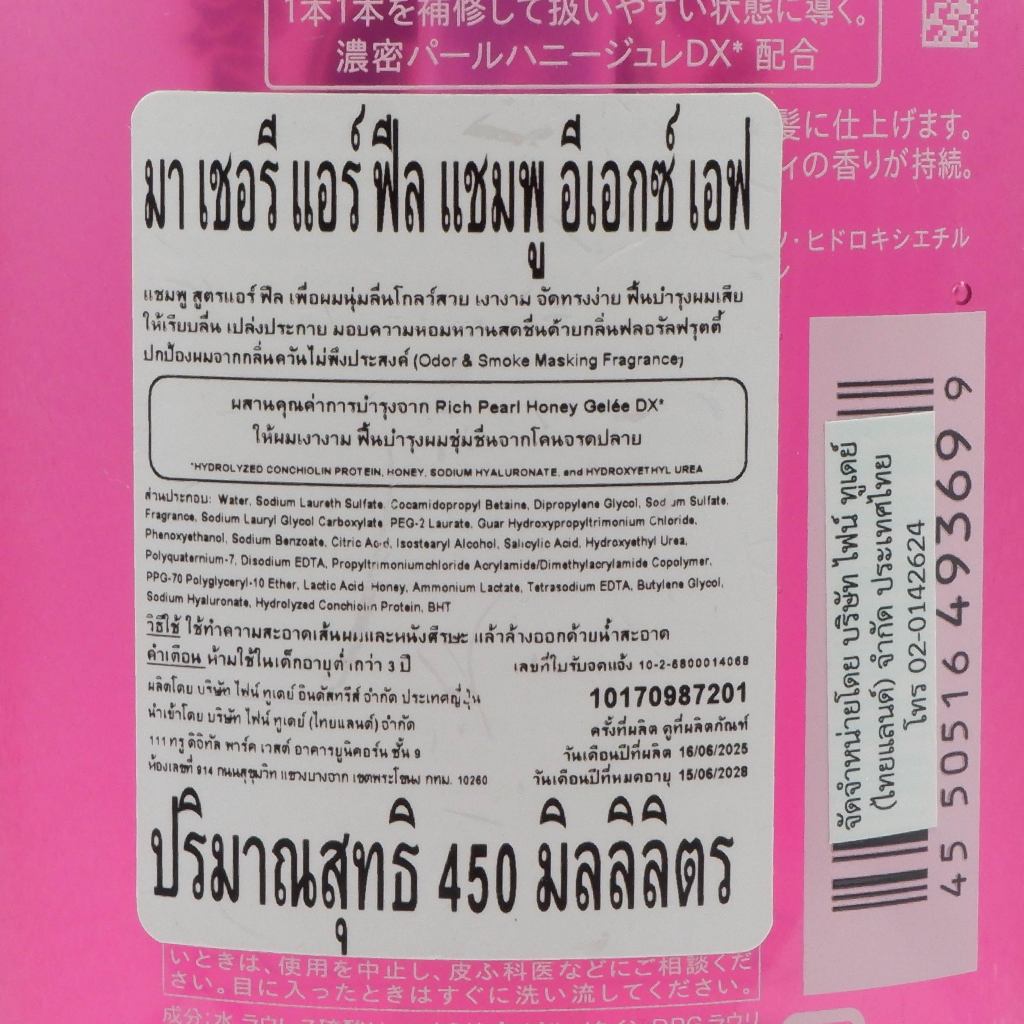 1本1本を補修して扱いやすい状態に導く。
濃密パールハニージュレDX* 配合
髪に仕上げます。
の香りが持続。
・ヒドロキシエチル
มา เชอรี แอร์ ฟีล แชมพู อีเอกซ์ เอฟ
แชมพู สูตรแอร์ ฟีล เพื่อผมนุ่มลื่นโกลว์สวย เงางาม จัดทรงง่าย ฟื้นบำรุงผมเสีย
ให้เรียบลื่น เปล่งประกาย มอบความหอมหวานสดชื่นด้วยกลิ่นฟลอรัลฟรุตตี้
ปกป้องผมจากกลิ่นควันไม่พึงประสงค์ (Odor & Smoke Masking Fragrance)
ผสานคุณค่าการบำรุงจาก Rich Pearl Honey Gelée DX*
ให้ผมเงางาม ฟื้นบำรุงผมชุ่มชื่นจากโคนจรดปลาย
*HYDROLYZED CONCHIOLIN PROTEIN, HONEY, SODIUM HYALURONATE, and HYDROXYETHYL UREA
ส่วนประกอบ: Water, Sodium Laureth Sulfate, Cocamidopropyl Betaine, Dipropylene Glycol, Sodium Sulfate,
Fragrance, Sodium Lauryl Glycol Carboxylate, PEG-2 Laurate, Guar Hydroxypropyltrimonium Chloride,
Phenoxyethanol, Sodium Benzoate, Citric Acid, Isostearyl Alcohol, Salicylic Acid, Hydroxyethyl Urea,
Polyquaternium-7, Disodium EDTA, Propyltrimoniumchloride Acrylamide/Dimethylacrylamide Copolymer,
PPG-70 Polyglyceryl-10 Ether, Lactic Acid, Honey, Ammonium Lactate, Tetrasodium EDTA, Butylene Glycol,
Sodium Hyaluronate, Hydrolyzed Conchiolin Protein, BHT
วิธีใช้ ใช้ทำความสะอาดเส้นผมและหนังศีรษะ แล้วล้างออกด้วยน้ำสะอาด
คำเตือน ห้ามใช้ในเด็กอายุต่ำกว่า 3 ปี
เลขที่ใบรับจดแจ้ง 10-2-6800014068
ผลิตโดย บริษัท ไฟน์ ทูเดย์ อินดัสทรีส์ จำกัด ประเทศญี่ปุ่น
10170987201
นำเข้าโดย บริษัท ไฟน์ ทูเดย์ (ไทยแลนด์) จำกัด
ครั้งที่ผลิต ดูที่ผลิตภัณฑ์
111 ทรู ดิจิทัล พาร์ค เวสต์ อาคารยูนิคอร์น ชั้น 9
วันเดือนปีที่ผลิต 16/06/2025
ห้องเลขที่ 914 ถนนสุขุมวิท แขวงบางจาก เขตพระโขนง กทม. 10260
วันเดือนปีที่หมดอายุ 15/06/2028
ปริมาณสุทธิ 450 มิลลิลิตร
จัดจำหน่ายโดย บริษัท ไฟน์ ทูเดย์
(ไทยแลนด์) จำกัด ประเทศไทย
โทร 02-0142624
45 50516 49369 9
いときは、使用を中止し、皮ふ科医などにご相談くだ
さい。目に入ったときはすぐに洗い流してください。